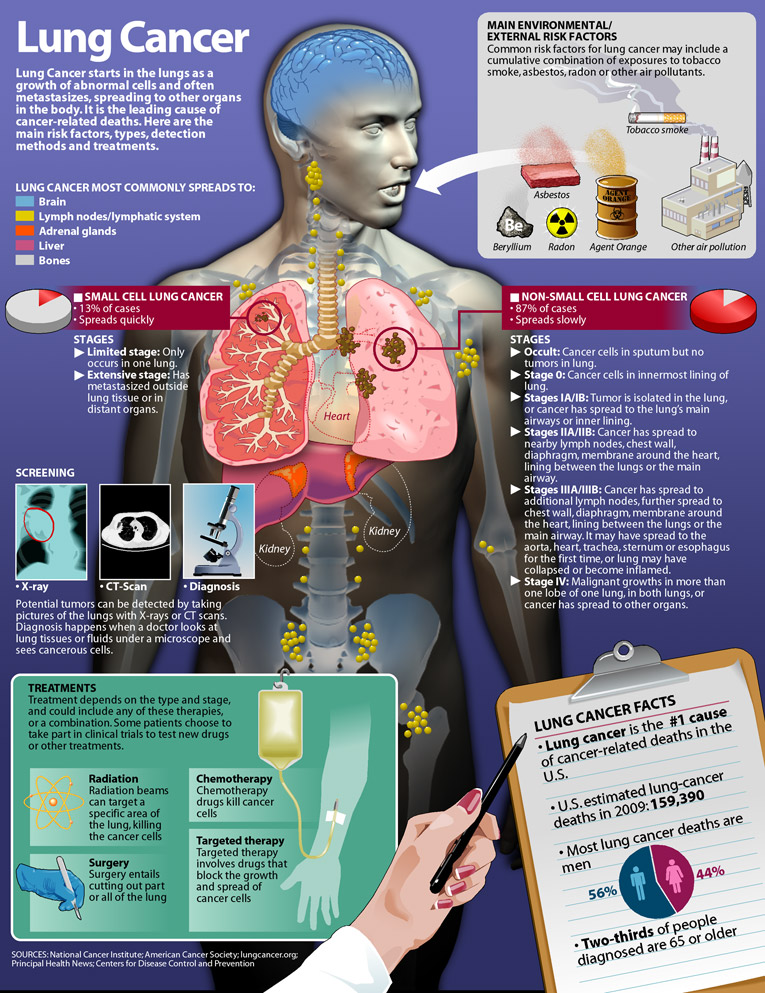 Lung Cancer
Lung Cancer starts in the lungs as a
growth of abnormal cells and often
metastasizes, spreading to other organs
in the body. It is the leading cause of
cancer-related deaths. Here are the
main risk factors, types, detection
methods and treatments.
LUNG CANCER MOST COMMONLY SPREADS TO:
Brain
Lymph nodes/lymphatic system
Adrenal glands
Liver
Bones
MAIN ENVIRONMENTAL/
EXTERNAL RISK FACTORS
Common risk factors for lung cancer may include a
cumulative combination of exposures to tobacco
smoke, asbestos, radon or other air pollutants.
Tobacco smoke
Asbestos
AGENT
ORANGE
Be
Beryllium
Radon
Agent Orange
Other air pollution
SMALL CELL LUNG CANCER
• 13% of cases
• Spreads quickly
STAGES
▶ Limited stage: Only
occurs in one lung.
▶ Extensive stage: Has
metastasized outside
lung tissue or in
distant organs.
NON-SMALL CELL LUNG CANCER
• 87% of cases
• Spreads slowly
STAGES
▶ Occult: Cancer cells in sputum but no
tumors in lung.
▶ Stage 0: Cancer cells in innermost lining of
lung.
▶ Stages IA/IB: Tumor is isolated in the lung,
or cancer has spread to the lung's main
airways or inner lining.
▶ Stages IIA/IIB: Cancer has spread to
nearby lymph nodes, chest wall,
diaphragm, membrane around the heart,
lining between the lungs or the main
airway.
▶ Stages IIIA/IIIB: Cancer has spread to
additional lymph nodes, further spread to
chest wall, diaphragm, membrane around
the heart, lining between the lungs or the
main airway. It may have spread to the
aorta, heart, trachea, sternum or esophagus
for the first time, or lung may have
collapsed or become inflamed.
▶ Stage IV: Malignant growths in more than
one lobe of one lung, in both lungs, or
cancer has spread to other organs.
Heart
Kidney
Kidney
SCREENING
• X-ray
• CT-Scan
• Diagnosis
Potential tumors can be detected by taking
pictures of the lungs with X-rays or CT scans.
Diagnosis happens when a doctor looks at
lung tissues or fluids under a microscope and
sees cancerous cells.
TREATMENTS
Treatment depends on the type and stage,
and could include any of these therapies,
or a combination. Some patients choose to
take part in clinical trials to test new drugs
or other treatments.
Radiation
Radiation beams
can target a
specific area of
the lung, killing
the cancer cells
Chemotherapy
Chemotherapy
drugs kill cancer
cells
Surgery
Surgery entails
cutting out part
or all of the lung
Targeted therapy
Targeted therapy
involves drugs that
block the growth
and spread of
cancer cells
LUNG CANCER FACTS
• Lung cancer is the #1 cause
of cancer-related deaths in the
U.S.
• U.S. estimated lung-cancer
deaths in 2009: 159,390
• Most lung cancer deaths are
men
56%
44%
• Two-thirds of people
diagnosed are 65 or older
SOURCES: National Cancer Institute; American Cancer Society; lungcancer.org;
Principal Health News; Centers for Disease Control and Prevention